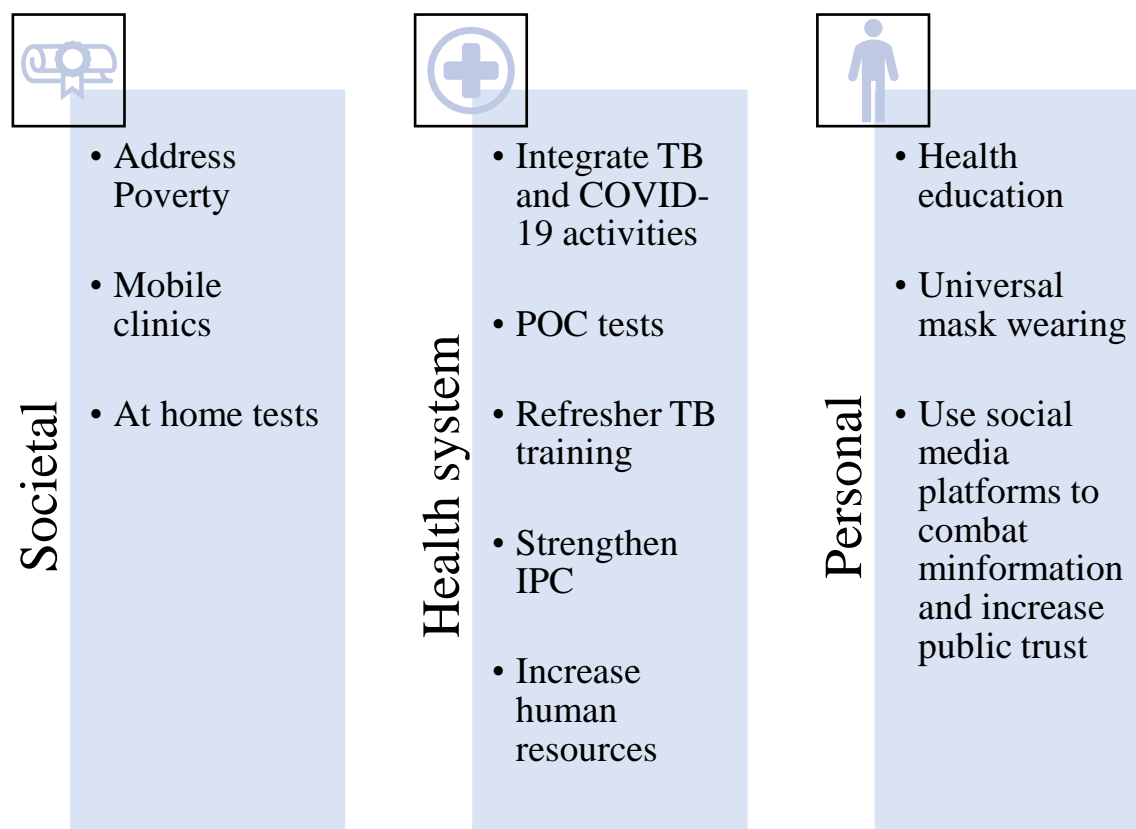 Societal
• Address
Poverty
• Mobile
clinics
• At home tests
Health system
• Integrate TB
and COVID-
19 activities
• POC tests
• Refresher TB
training
• Strengthen
IPC
• Increase
human
resources
Personal
• Health
education
• Universal
mask wearing
• Use social
media
platforms to
combat
minformation
and increase
public trust